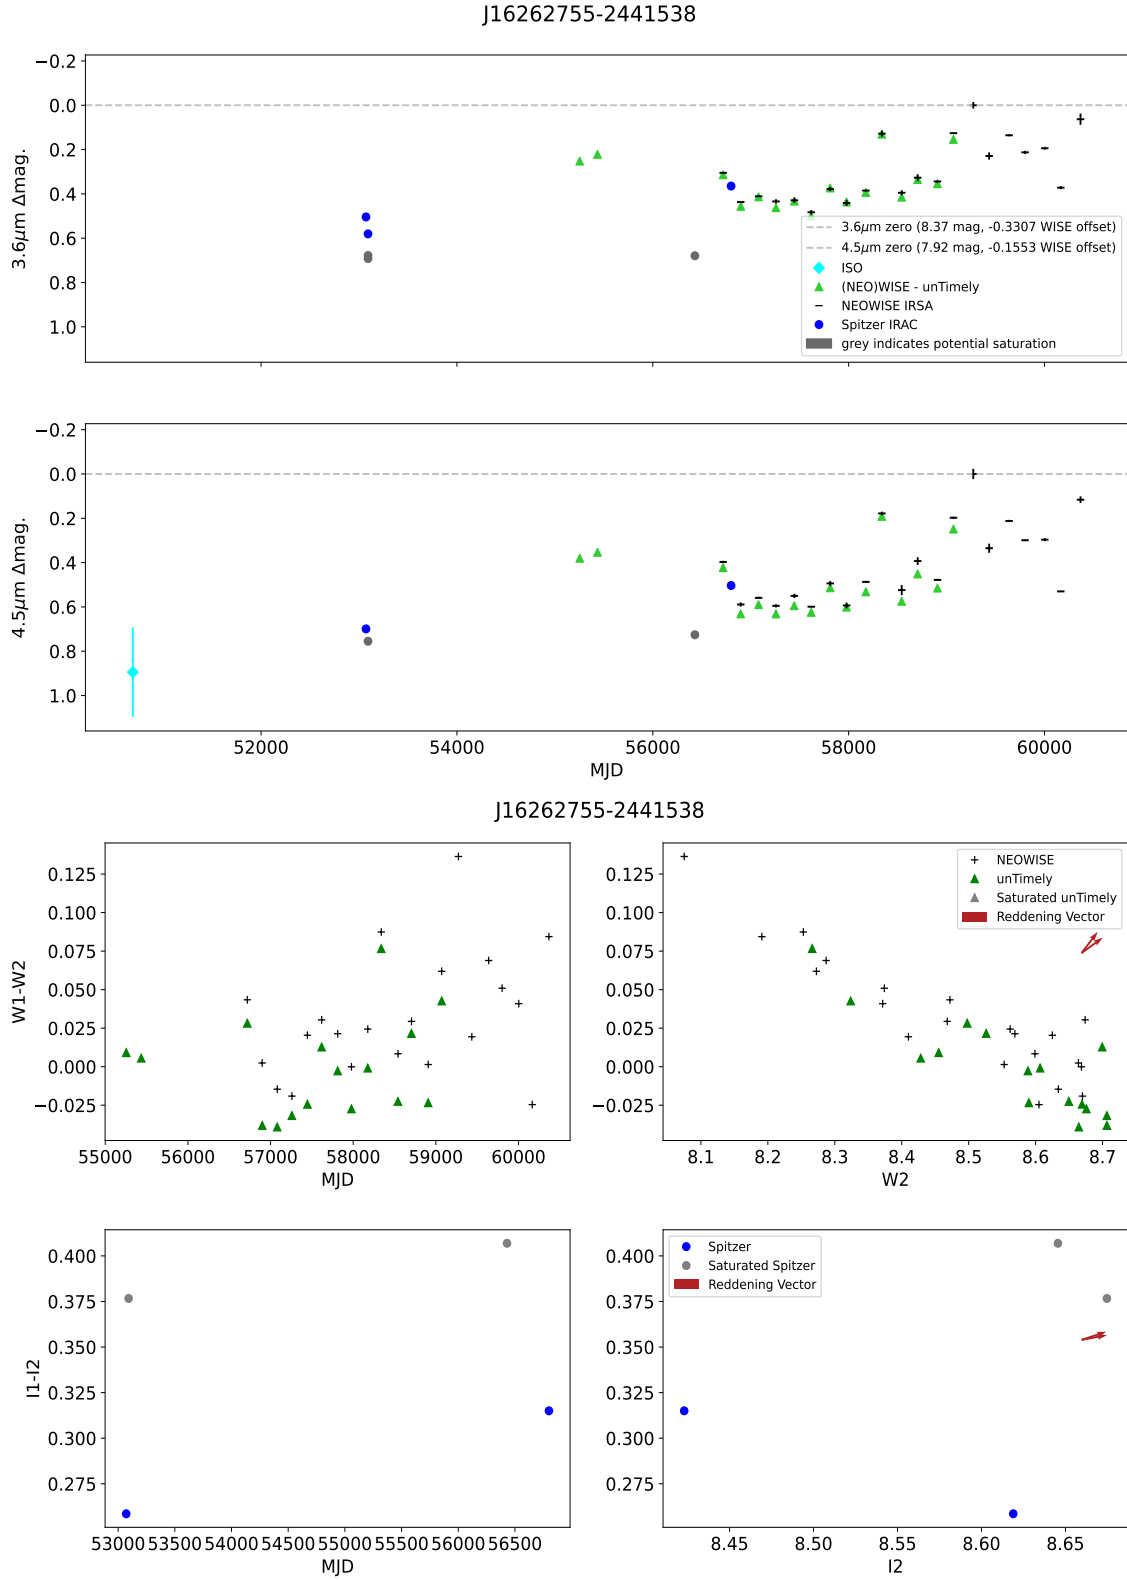 J16262755-2441538
−0.2
0.0
0.2
0.4
0.6
0.8
1.0
3.6μm Δmag.
3.6μm zero (8.37 mag, -0.3307 WISE offset)
4.5μm zero (7.92 mag, -0.1553 WISE offset)
ISO
(NEO)WISE - unTimely
NEOWISE IRSA
Spitzer IRAC
grey indicates potential saturation
−0.2
0.0
0.2
0.4
0.6
0.8
1.0
4.5μm Δmag.
52000 54000 56000 58000 60000
MJD
J16262755-2441538
0.125
0.100
0.075
0.050
0.025
0.000
−0.025
W1-W2
55000 56000 57000 58000 59000 60000
MJD
0.125
0.100
0.075
0.050
0.025
0.000
−0.025
NEOWISE
unTimely
Saturated unTimely
Reddening Vector
8.1 8.2 8.3 8.4 8.5 8.6 8.7
W2
0.400
0.375
0.350
0.325
0.300
0.275
I1-I2
53000 53500 54000 54500 55000 55500 56000 56500
MJD
0.400
0.375
0.350
0.325
0.300
0.275
Spitzer
Saturated Spitzer
Reddening Vector
8.45 8.50 8.55 8.60 8.65
I2